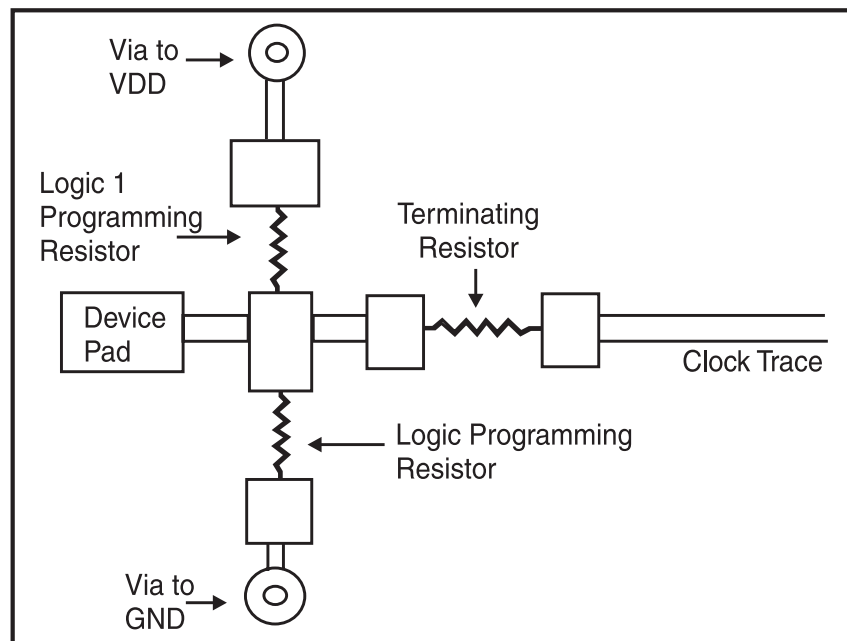 Via to
VDD
Logic 1
Programming
Resistor
Terminating
Resistor
Device
Pad
Clock Trace
Logic Programming
Resistor
Via to
GND